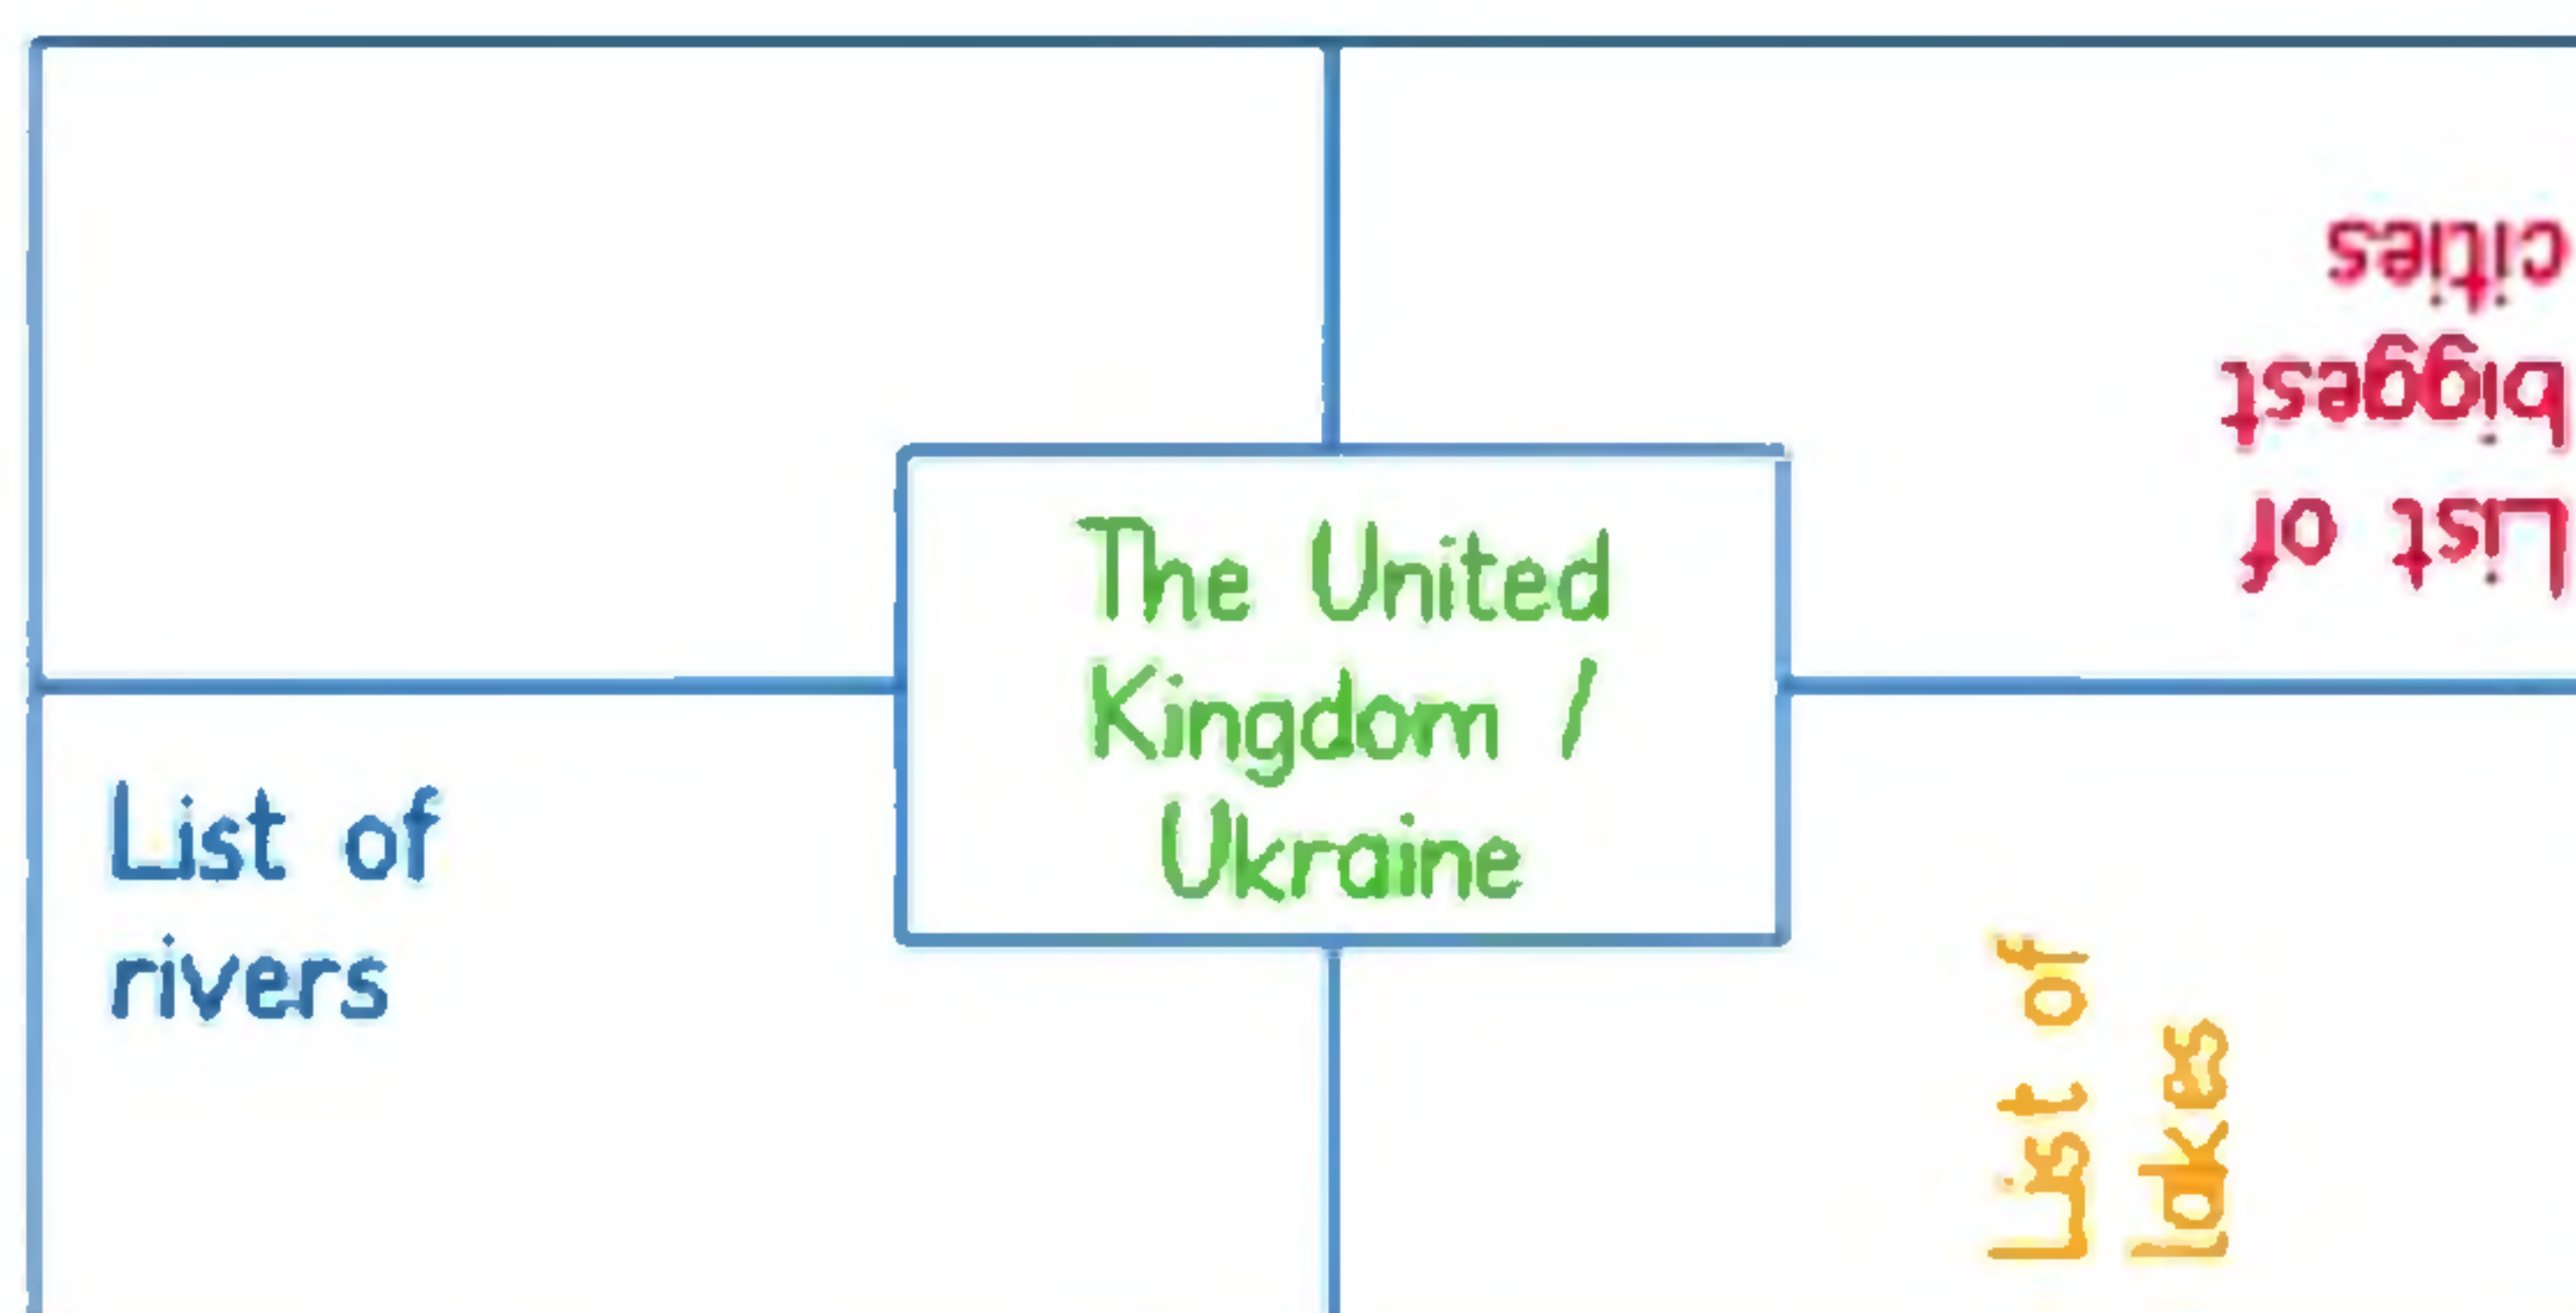 List of
biggest
cities
The United
Kingdom /
Ukraine
List of
rivers
List of
lakes